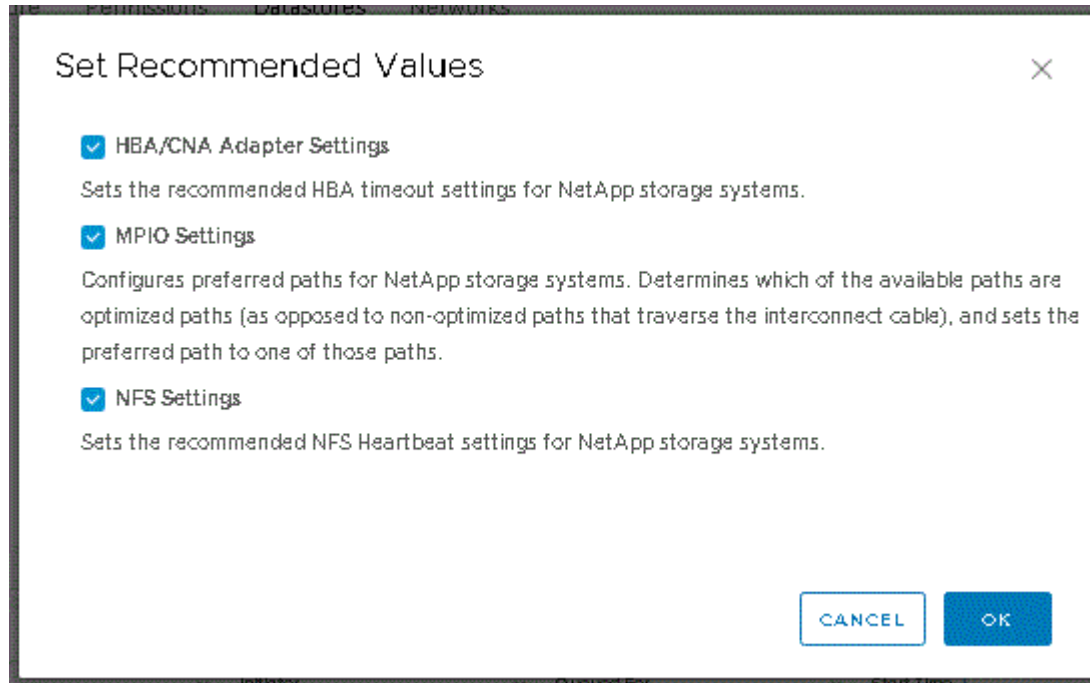 Permissions Datastores Networks
Set Recommended Values
HBA/CNA Adapter Settings
Sets the recommended HBA timeout settings for NetApp storage systems.
MPIO Settings
Configures preferred paths for NetApp storage systems. Determines which of the available paths are
optimized paths (as opposed to non-optimized paths that traverse the interconnect cable), and sets the
preferred path to one of those paths.
NFS Settings
Sets the recommended NFS Heartbeat settings for NetApp storage systems.
CANCEL OK